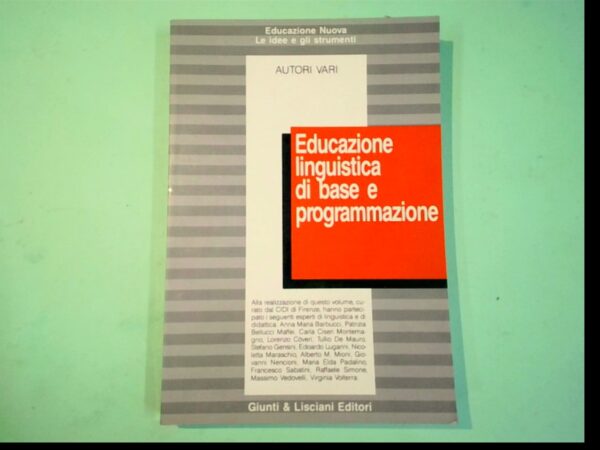 Educazione Nuova
Le idee e gli strumenti
AUTORI VARI
Educazione
linguistica
di base e
programmazione
Alla realizzazione di questo volume, cu-
rato dal CIDI di Firenze, hanno parteci-
pato i seguenti esperti di linguistica e di
didattica: Anna Maria Barbucci, Patrizia
Bellucci Maffei, Carla Ciseri Montema-
gno, Lorenzo Còveri, Tullio De Mauro,
Stefano Gensini, Edoardo Lugarini, Nico-
letta Maraschio, Alberto M. Mioni, Gio-
vanni Nencioni, Maria Elda Padalino,
Francesco Sabatini, Raffaele Simone,
Massimo Vedovelli, Virginia Volterra.
Giunti & Lisciani Editori